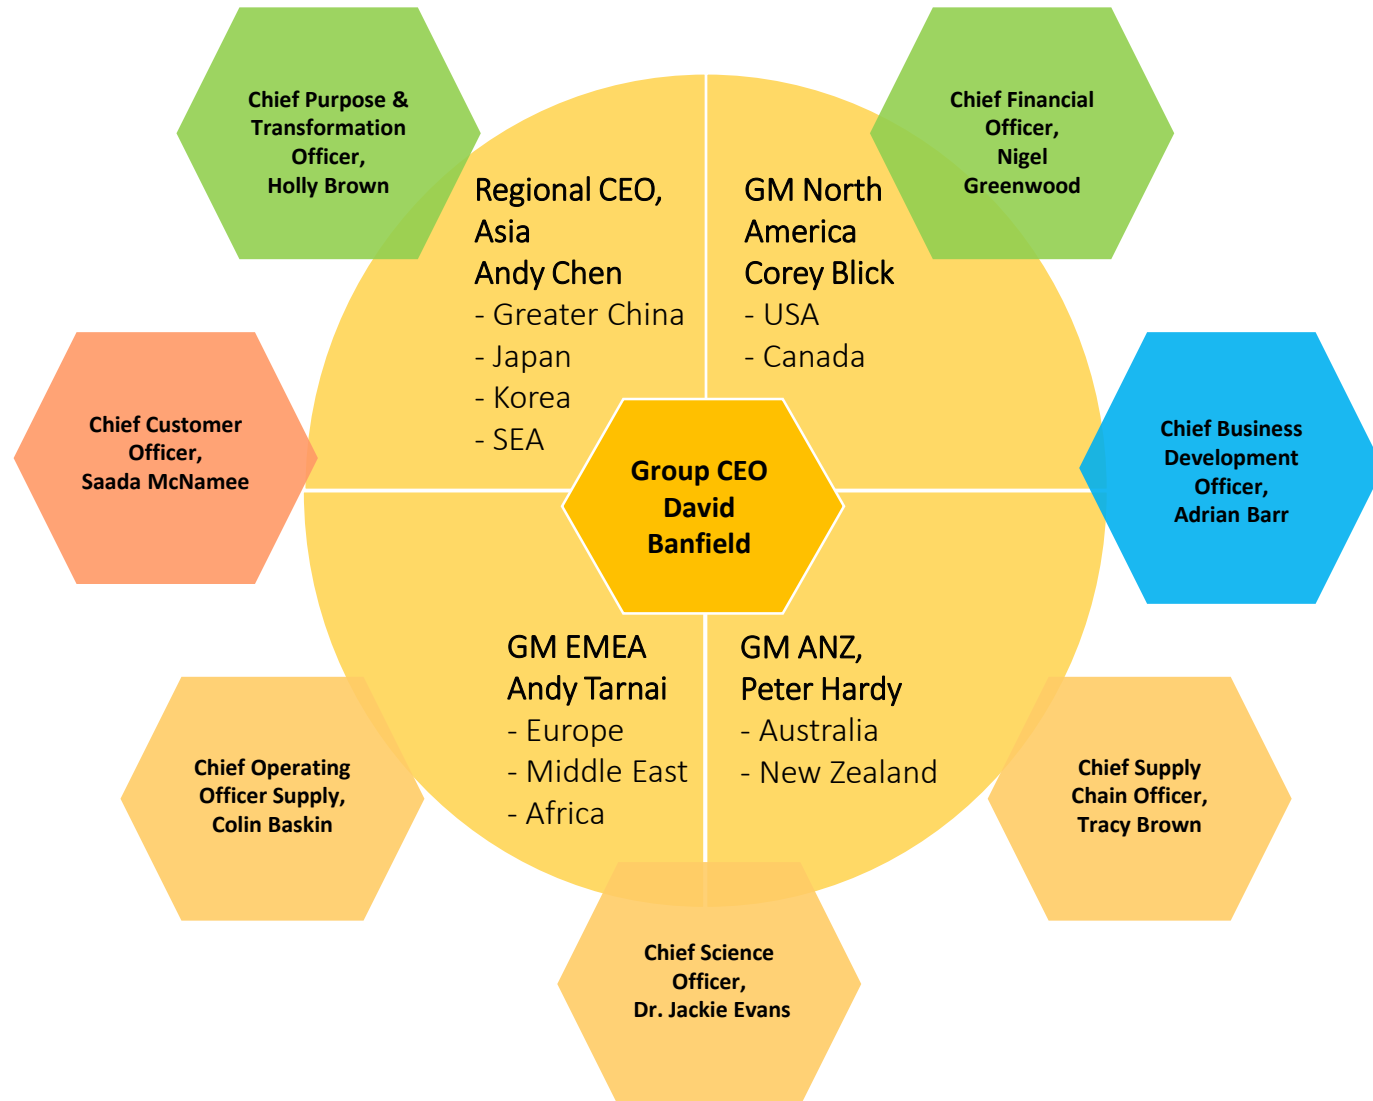 Chief Purpose &
Transformation
Officer,
Holly Brown
Chief Financial
Officer,
Nigel
Greenwood
Regional CEO,
Asia
Andy Chen
- Greater China
- Japan
- Korea
- SEA
GM North
America
Corey Blick
- USA
- Canada
Chief Customer
Officer,
Saada McNamee
Group CEO
David
Banfield
Chief Business
Development
Officer,
Adrian Barr
GM EMEA
Andy Tarnai
- Europe
- Middle East
- Africa
GM ANZ,
Peter Hardy
- Australia
- New Zealand
Chief Operating
Officer Supply,
Colin Baskin
Chief Supply
Chain Officer,
Tracy Brown
Chief Science
Officer,
Dr. Jackie Evans